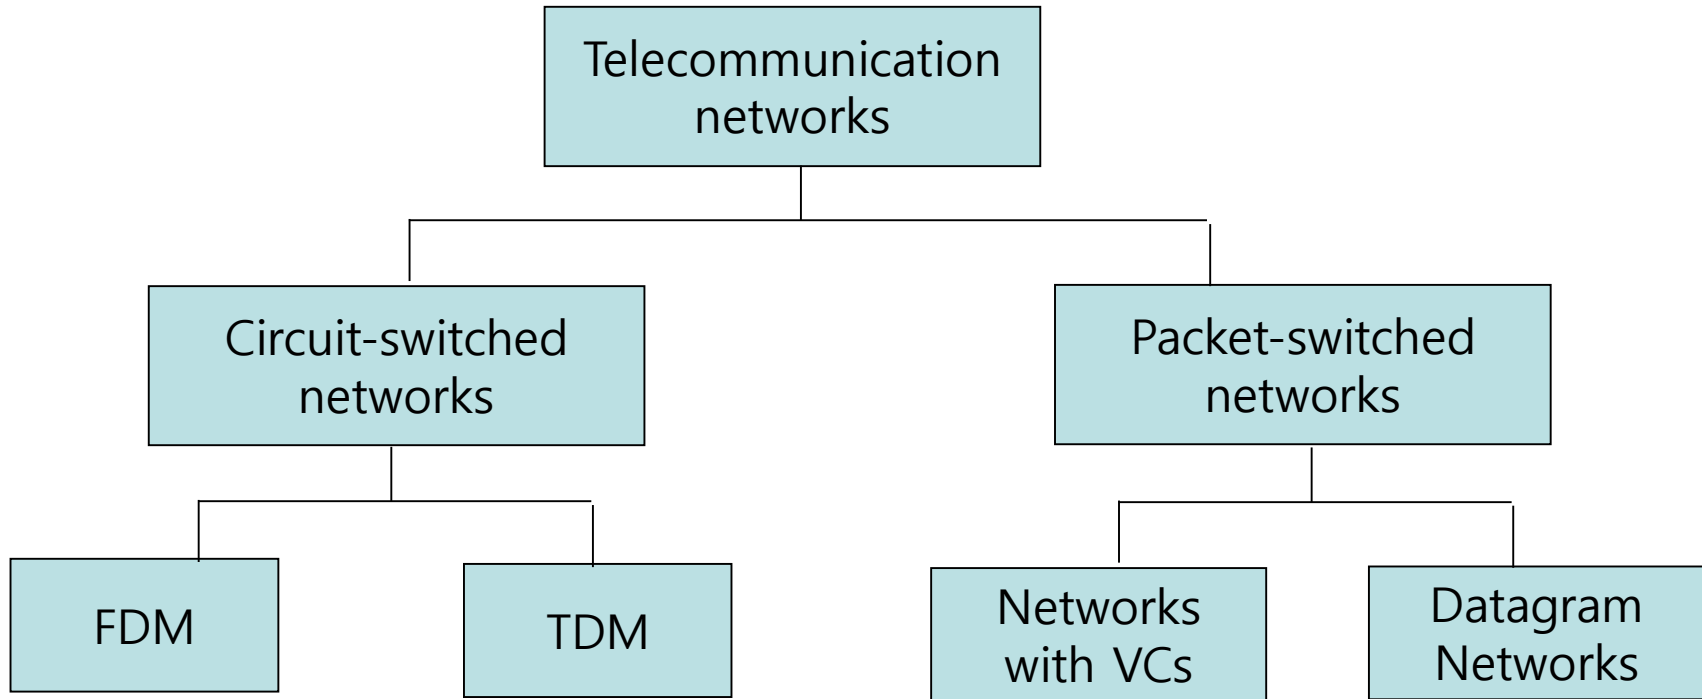 Telecommunication
networks
Circuit-switched
networks
Packet-switched
networks
FDM
TDM
Networks
with VCs
Datagram
Networks